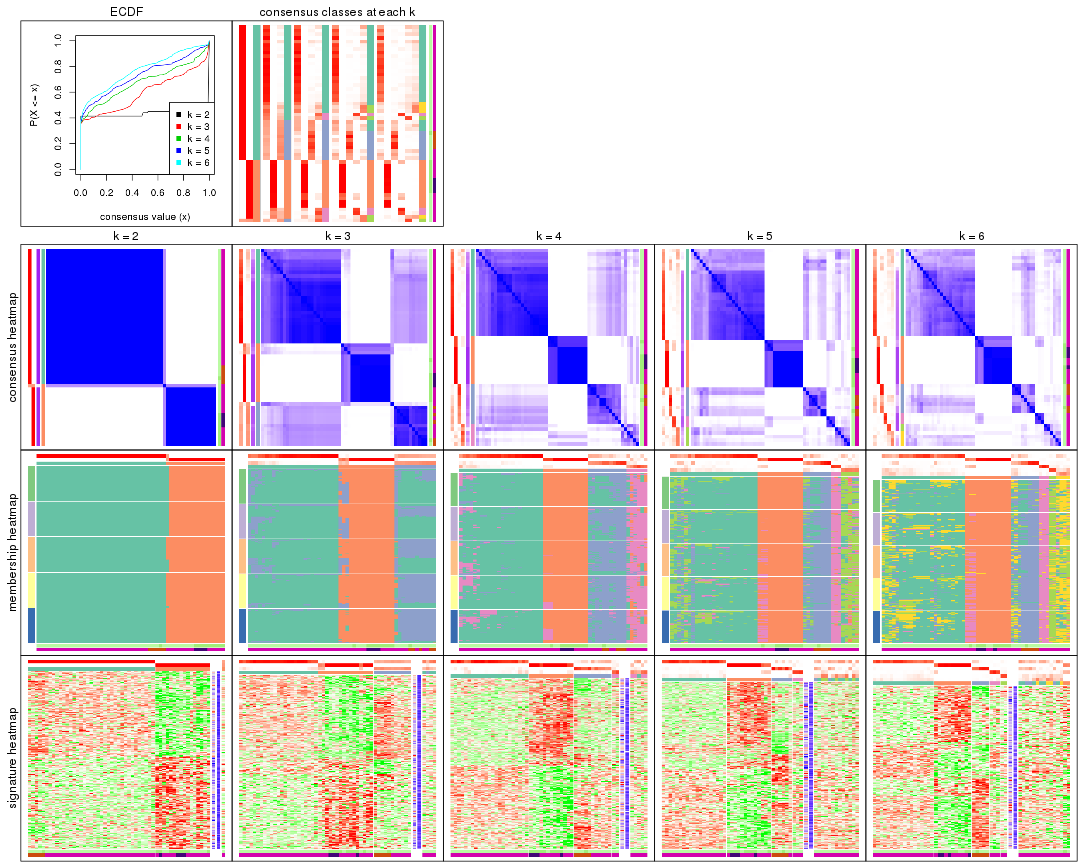 ECDF
consensus classes at each k
P(X <= x)
0.0
0.2
0.4
0.6
0.8
1.0
k = 2
k = 3
k = 4
k = 5
k = 6
0.0 0.2 0.4 0.6 0.8 1.0
consensus value (x)
k = 2
k = 3
k = 4
k = 5
k = 6
consensus heatmap
membership heatmap
signature heatmap